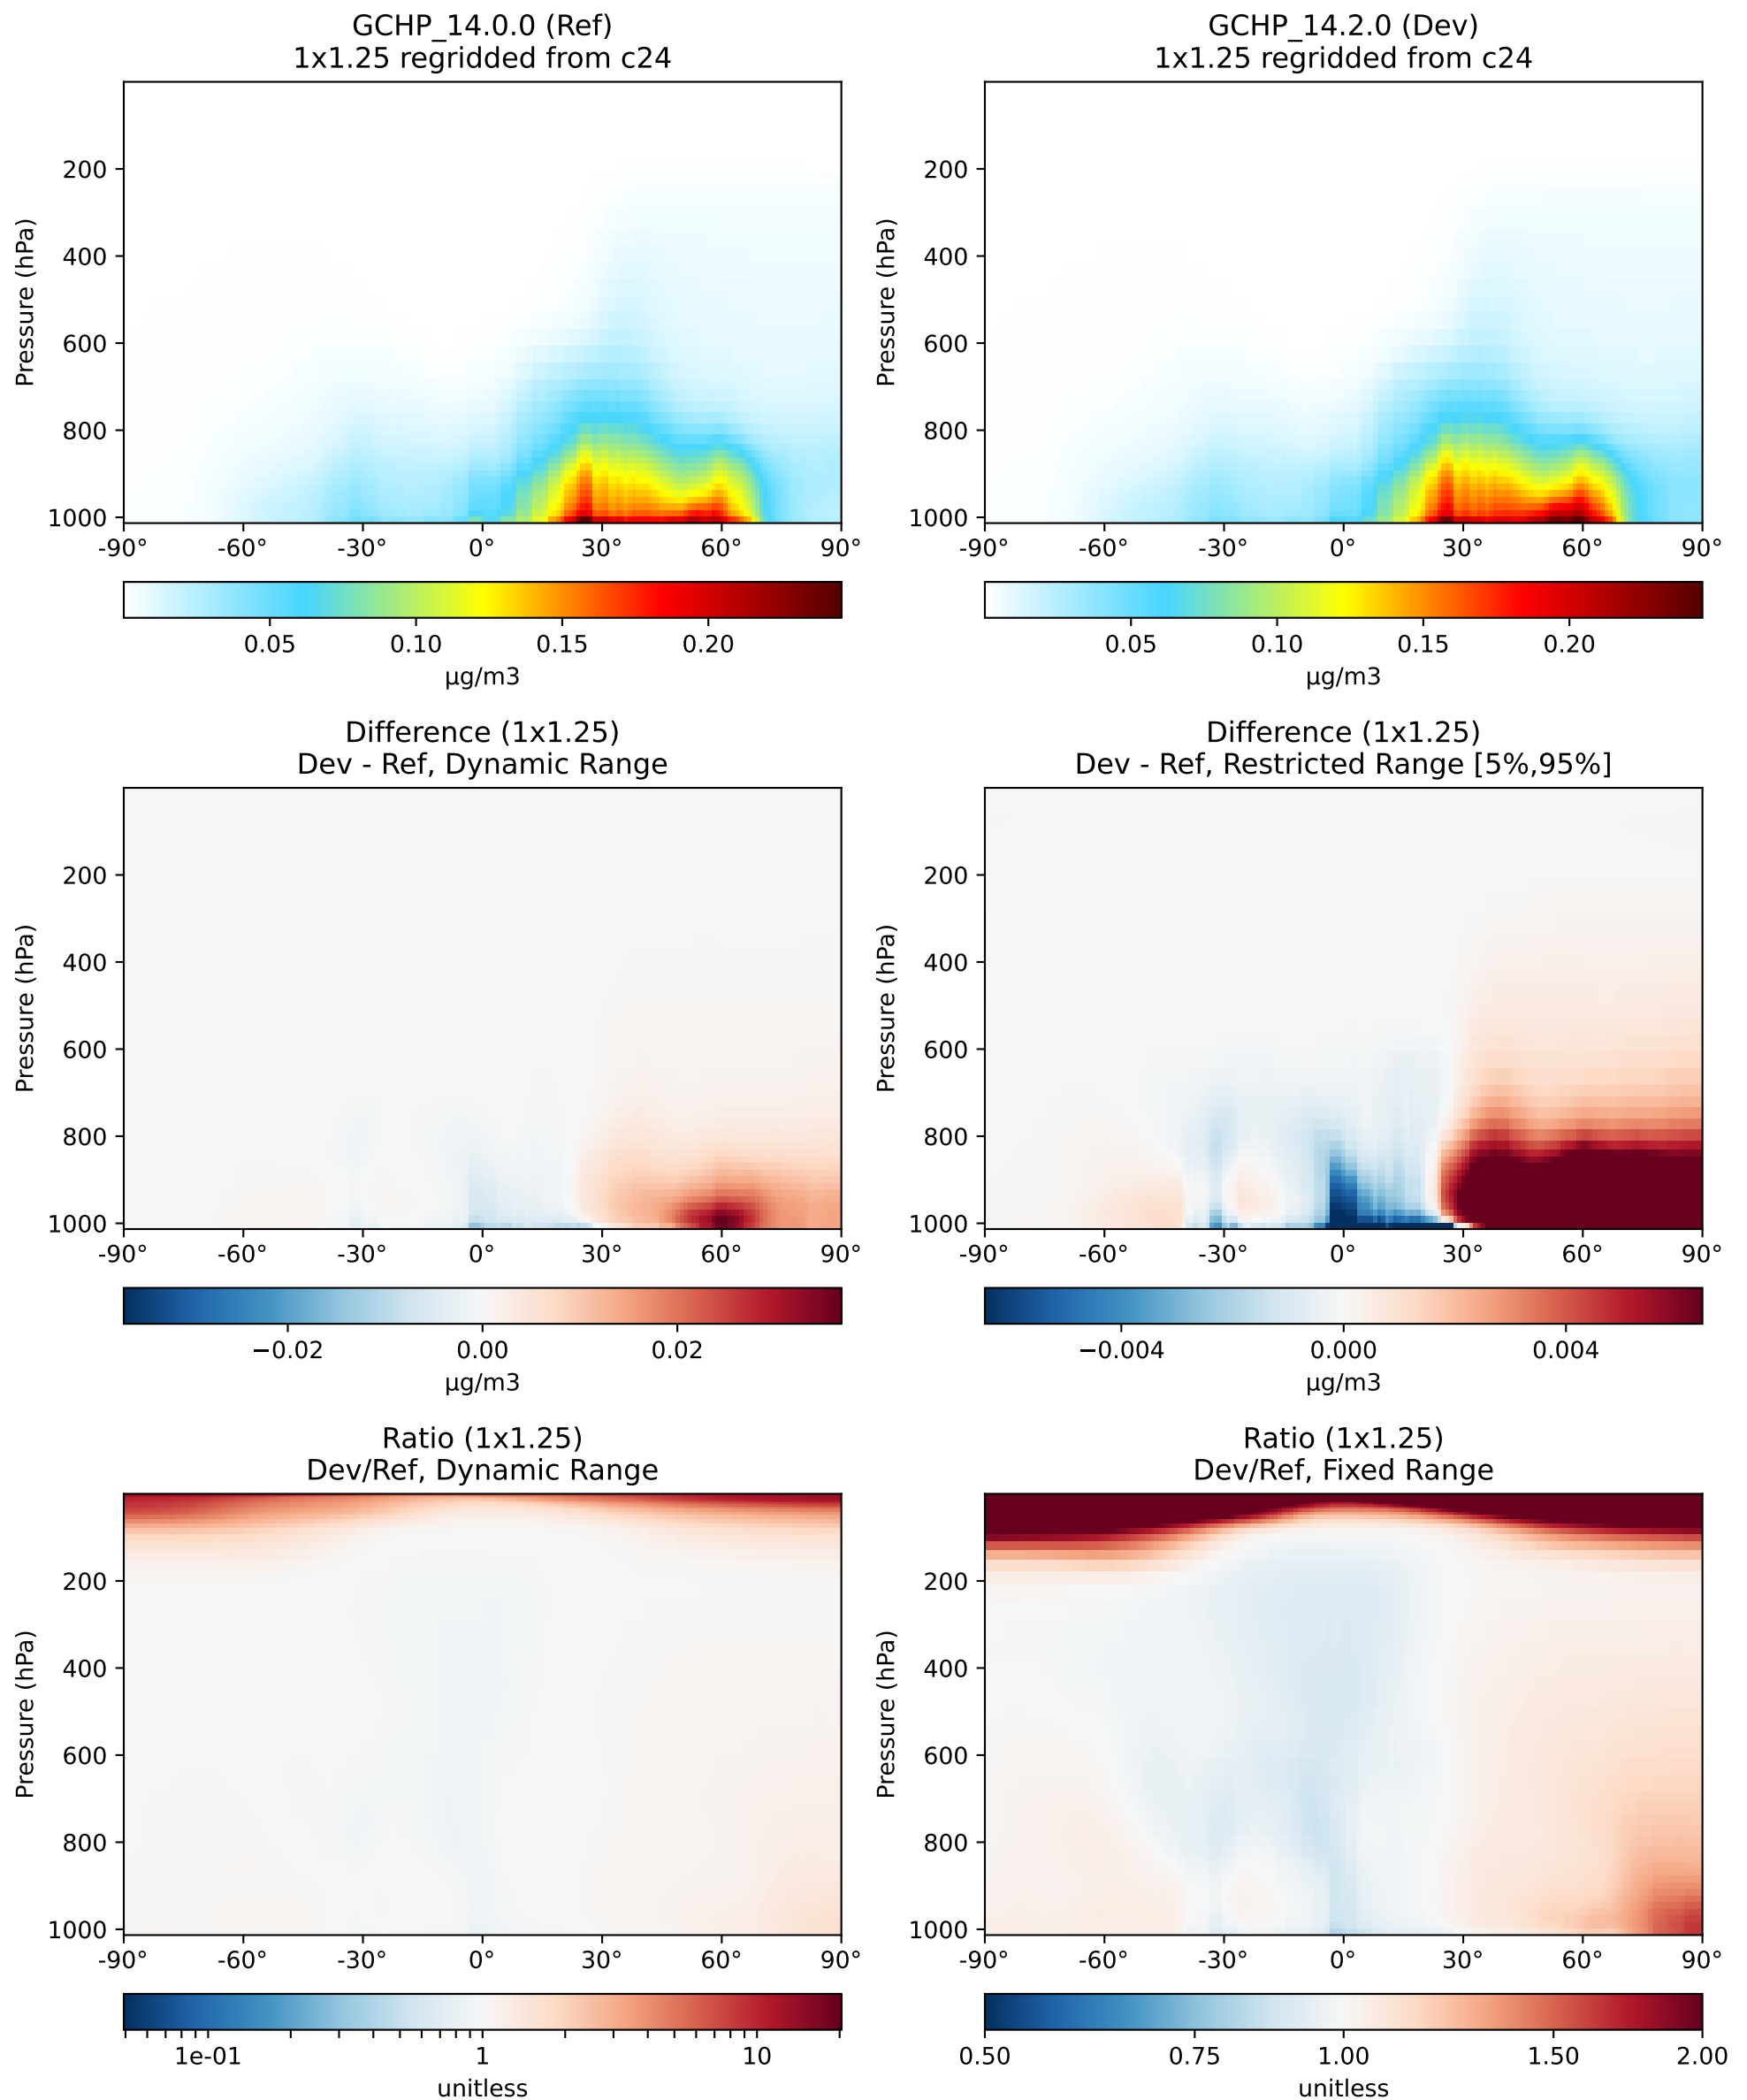 GCHP_14.0.0 (Ref)
1x1.25 regridded from c24
GCHP_14.2.0 (Dev)
1x1.25 regridded from c24
Pressure (hPa)
200
400
600
800
1000
-90° -60° -30° 0° 30° 60° 90°
0.05 0.10 0.15 0.20
µg/m3
Pressure (hPa)
200
400
600
800
1000
-90° -60° -30° 0° 30° 60° 90°
0.05 0.10 0.15 0.20
µg/m3
Difference (1x1.25)
Dev - Ref, Dynamic Range
Difference (1x1.25)
Dev - Ref, Restricted Range [5%,95%]
Pressure (hPa)
200
400
600
800
1000
-90° -60° -30° 0° 30° 60° 90°
−0.02 0.00 0.02
µg/m3
Pressure (hPa)
200
400
600
800
1000
-90° -60° -30° 0° 30° 60° 90°
−0.004 0.000 0.004
µg/m3
Ratio (1x1.25)
Dev/Ref, Dynamic Range
Ratio (1x1.25)
Dev/Ref, Fixed Range
Pressure (hPa)
200
400
600
800
1000
-90° -60° -30° 0° 30° 60° 90°
1e-01 1 10
unitless
Pressure (hPa)
200
400
600
800
1000
-90° -60° -30° 0° 30° 60° 90°
0.50 0.75 1.00 1.50 2.00
unitless